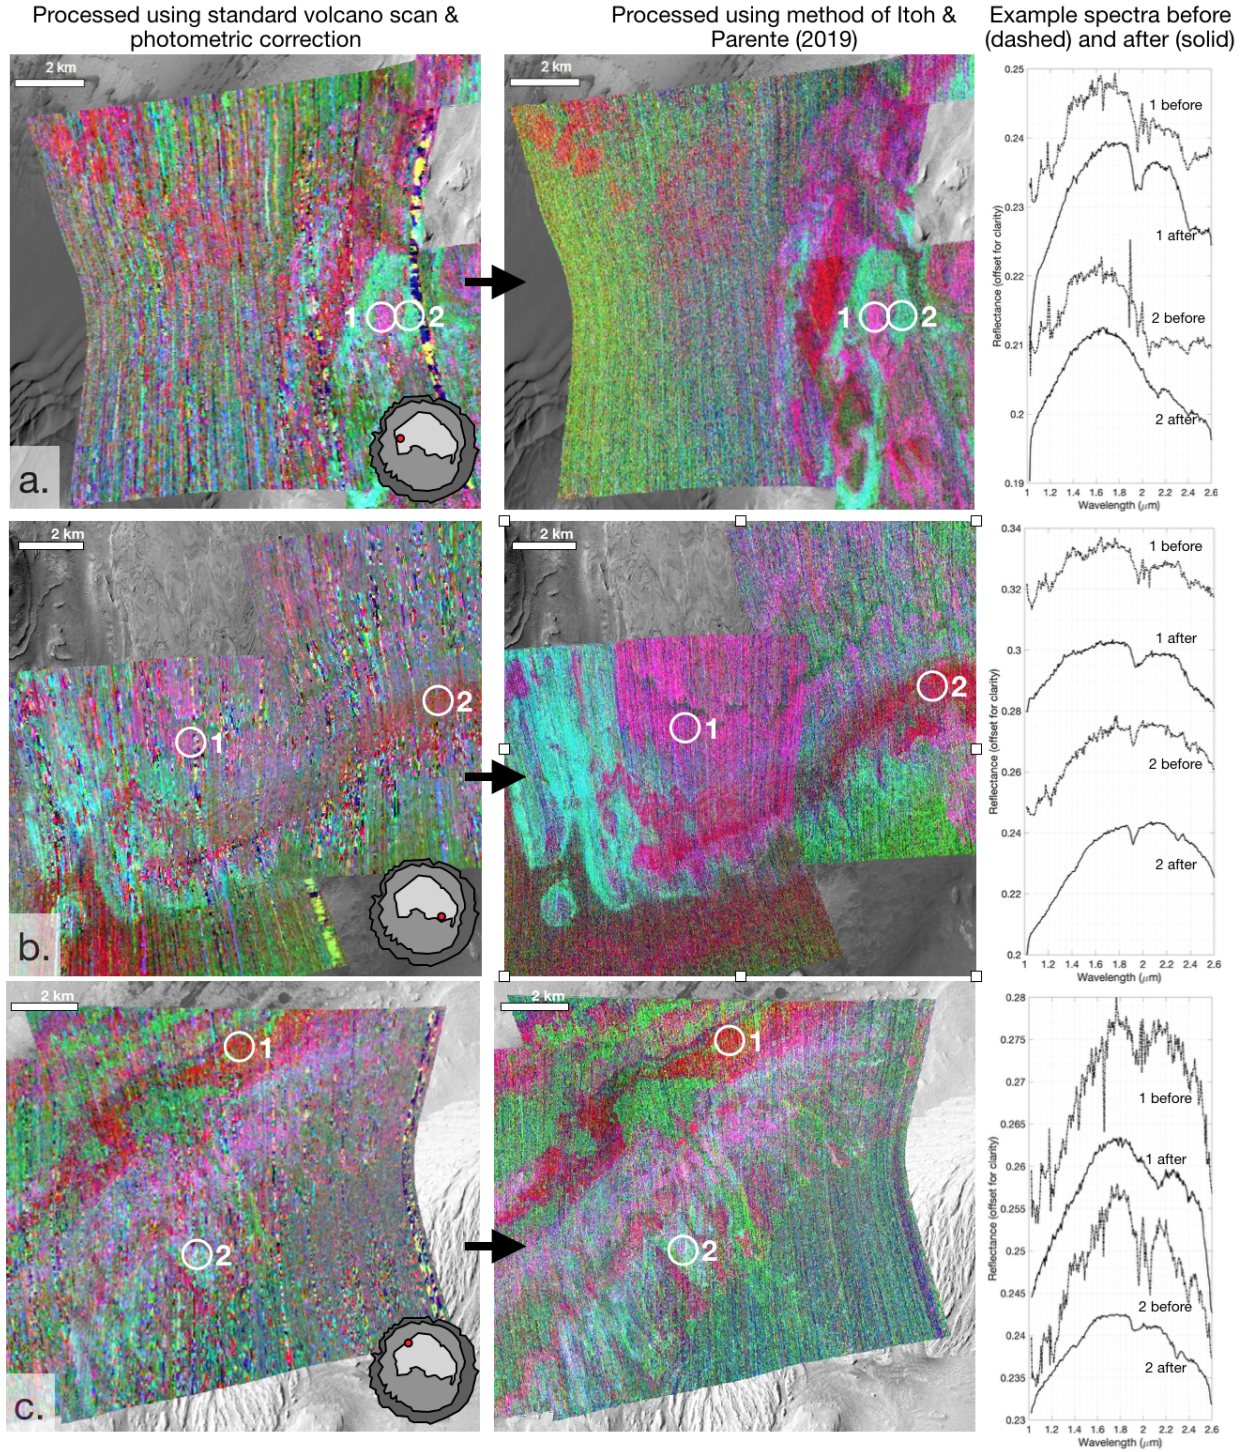 Processed using standard volcano scan &
photometric correction
Processed using method of Itoh &
Parente (2019)
Example spectra before
(dashed) and after (solid)
2 km
1
2
a.
2 km
1
2
0.25
0.24
0.23
0.22
0.21
0.2
0.19
1 before
1 after
2 before
2 after
1 1.2 1.4 1.6 1.8 2 2.2 2.4 2.6
Wavelength (μm)
Reflectance (offset for clarity)
2 km
1
2
b.
2 km
1
2
0.34
0.32
0.3
0.28
0.26
0.24
0.22
0.2
1 before
1 after
2 before
2 after
1 1.2 1.4 1.6 1.8 2 2.2 2.4 2.6
Wavelength (μm)
Reflectance (offset for clarity)
2 km
1
2
c.
2 km
1
2
0.28
0.275
0.27
0.265
0.26
0.255
0.25
0.245
0.24
0.235
0.23
1 before
1 after
2 before
2 after
1 1.2 1.4 1.6 1.8 2 2.2 2.4 2.6
Wavelength (μm)
Reflectance (offset for clarity)